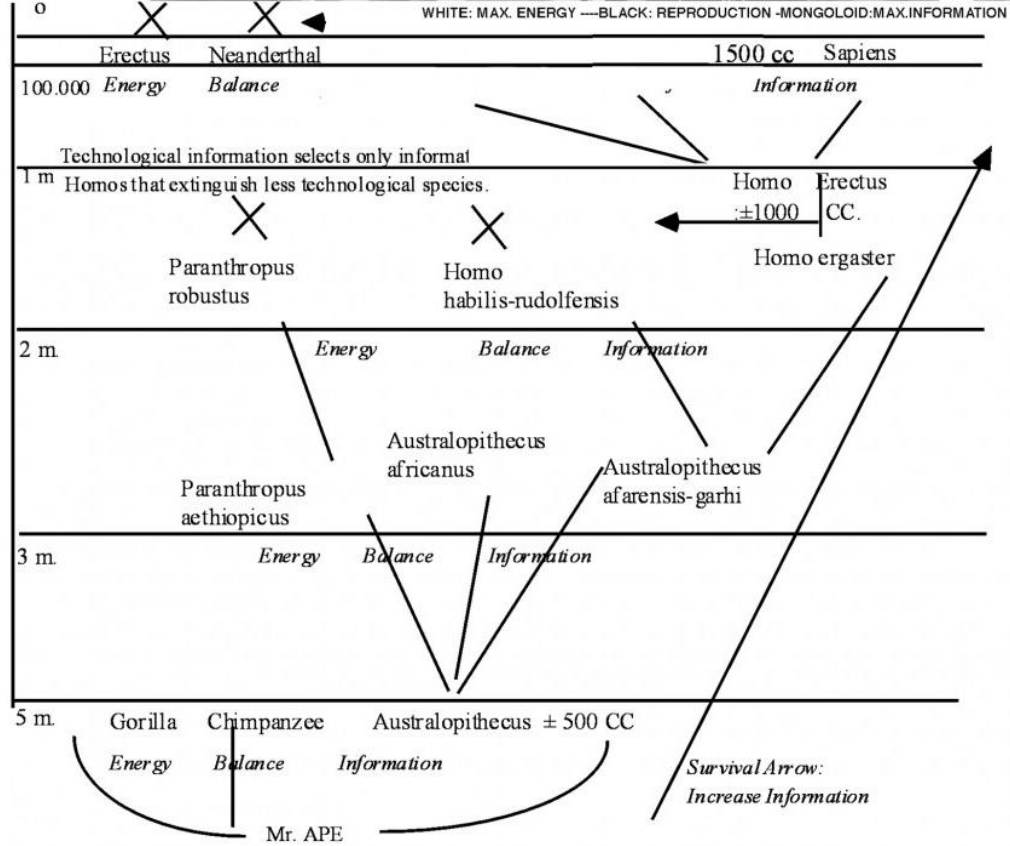 o
WHITE: MAX. ENERGY ----BLACK: REPRODUCTION -MONGOLOID:MAX.INFORMATION
Erectus Neanderthal 1500 cc Sapiens
100.000 Energy Balance Information
Technological information selects only informat
1 m Homos that extinguish less technological species.
Homo Erectus
:±1000 CC.
Homo ergaster
Paranthropus
robustus
Homo
habilis-rudolfensis
2 m. Energy Balance Information
Australopithecus
africanus
Australopithecus
afarensis-garhi
Paranthropus
aethiopicus
3 m. Energy Balance Information
5 m. Gorilla Chimpanzee Australopithecus ± 500 CC
Energy Balance Information
Survival Arrow:
Increase Information
Mr. APE